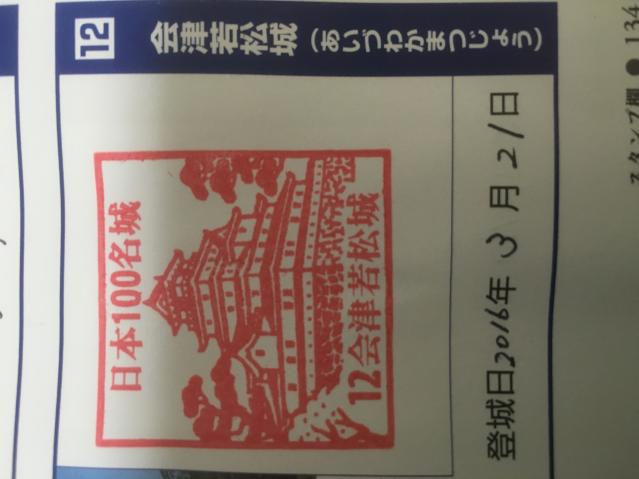 12 会津若松城(あいづわかまつじょう)
日本100名城
12会津若松城
登城日2016年3月21日
スタンプ欄 ● 134